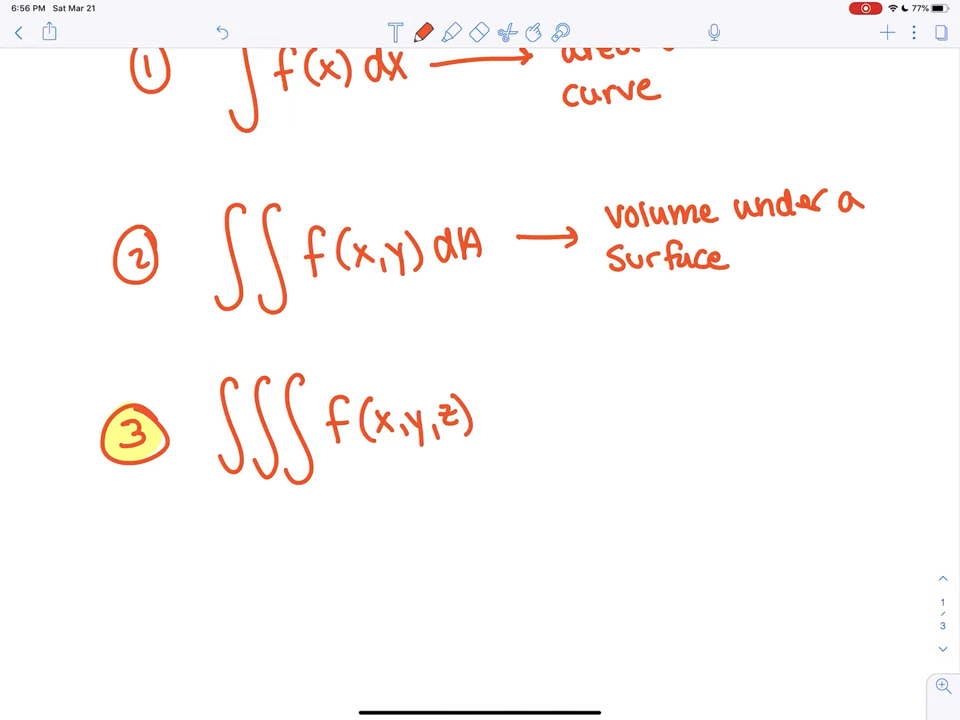 6:56 PM Sat Mar 21
77%
T
① ∫ f(x) dx →
curve
② ∫∫ f(x,y) dA → volume under a
surface
③ ∫∫∫ f(x,y,z)
1
/
3